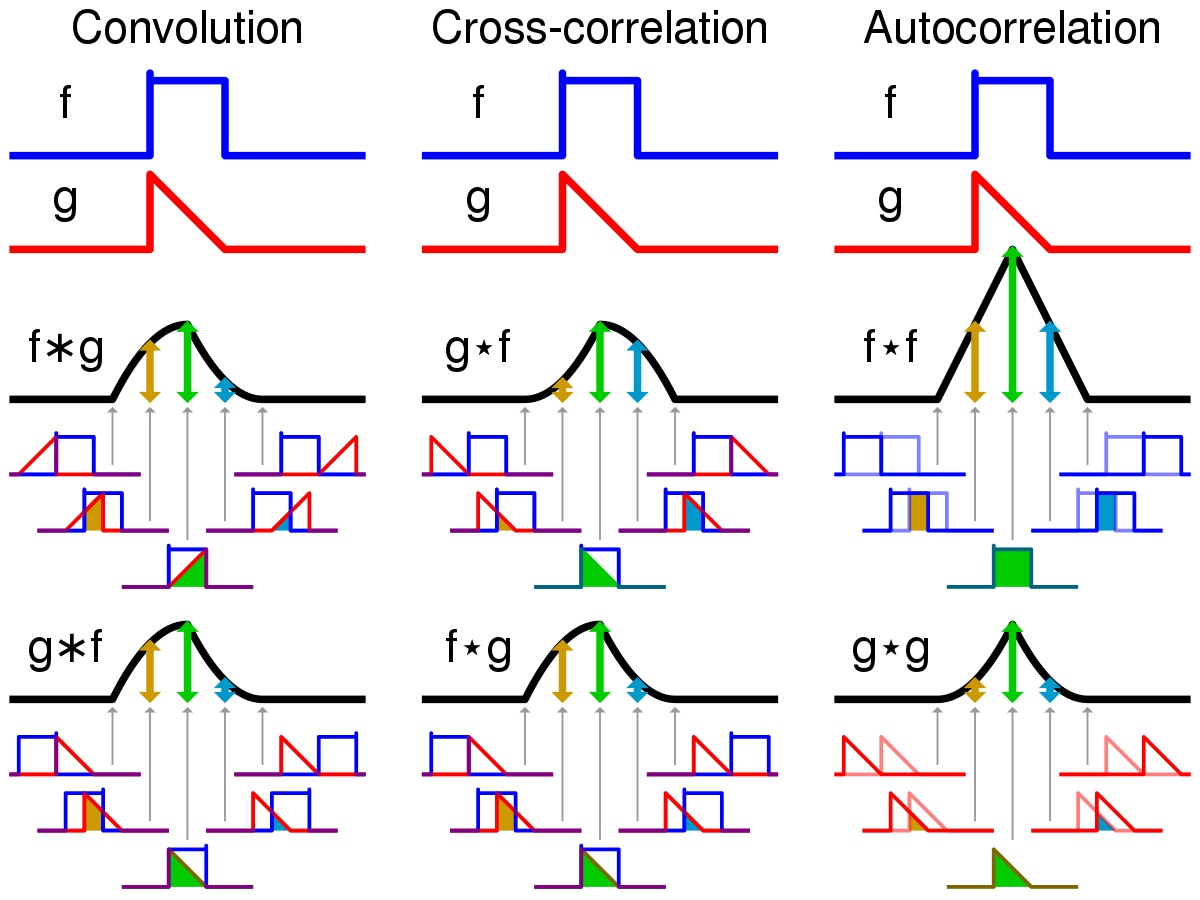 Convolution Cross-correlation Autocorrelation
f f f
g g g
f∗g g⋆f f⋆f
g∗f f⋆g g⋆g